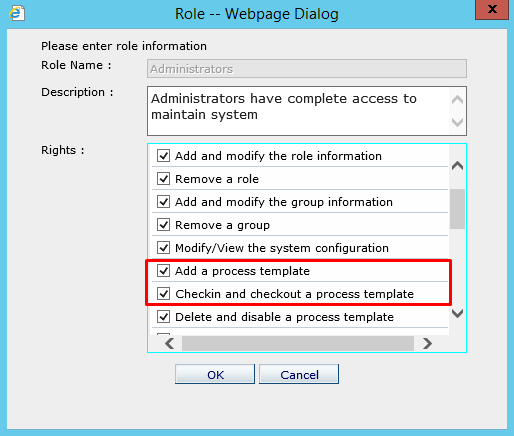 Role -- Webpage Dialog
x
Please enter role information
Role Name :
Administrators
Description :
Administrators have complete access to
maintain system
Rights :
Add and modify the role information
Remove a role
Add and modify the group information
Remove a group
Modify/View the system configuration
Add a process template
Checkin and checkout a process template
Delete and disable a process template
OK
Cancel